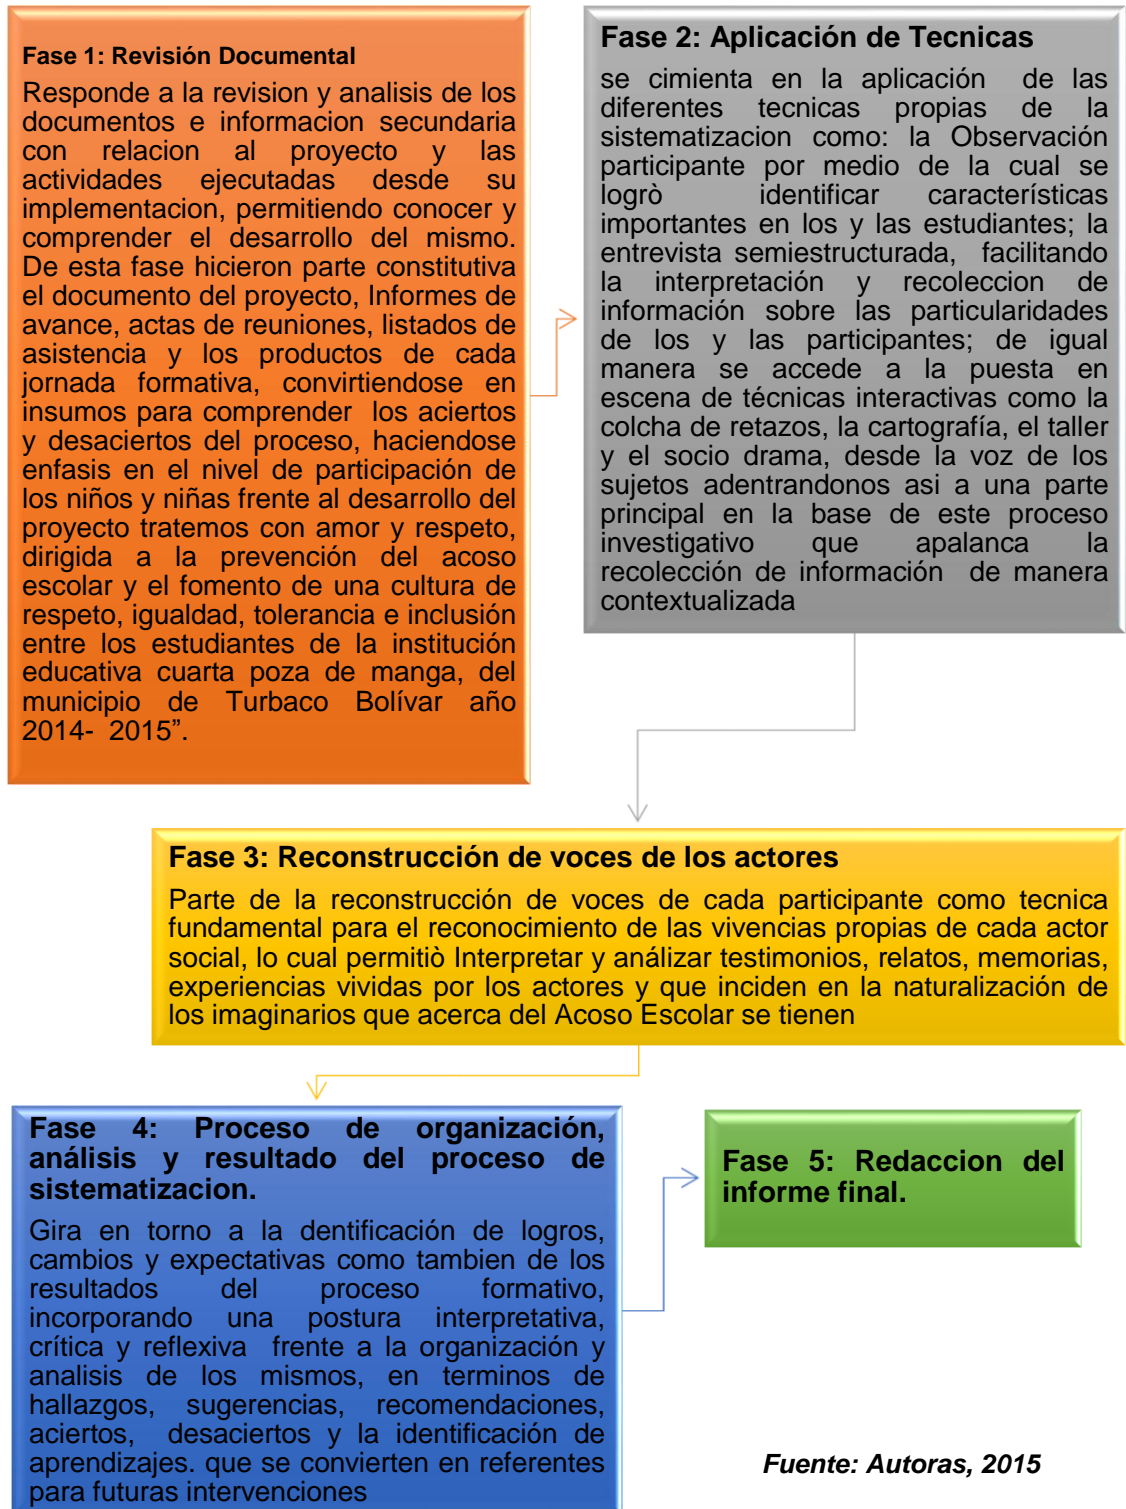 Fase 1: Revisión Documental
Responde a la revision y analisis de los
documentos e informacion secundaria
con relacion al proyecto y las
actividades ejecutadas desde su
implementacion, permitiendo conocer y
comprender el desarrollo del mismo.
De esta fase hicieron parte constitutiva
el documento del proyecto, Informes de
avance, actas de reuniones, listados de
asistencia y los productos de cada
jornada formativa, convirtiendose en
insumos para comprender los aciertos
y desaciertos del proceso, haciendose
enfasis en el nivel de participación de
los niños y niñas frente al desarrollo del
proyecto tratemos con amor y respeto,
dirigida a la prevención del acoso
escolar y el fomento de una cultura de
respeto, igualdad, tolerancia e inclusión
entre los estudiantes de la institución
educativa cuarta poza de manga, del
municipio de Turbaco Bolívar año
2014- 2015”.
Fase 2: Aplicación de Tecnicas
se cimienta en la aplicación de las
diferentes tecnicas propias de la
sistematizacion como: la Observación
participante por medio de la cual se
logrò identificar características
importantes en los y las estudiantes; la
entrevista semiestructurada, facilitando
la interpretación y recoleccion de
información sobre las particularidades
de los y las participantes; de igual
manera se accede a la puesta en
escena de técnicas interactivas como la
colcha de retazos, la cartografía, el taller
y el socio drama, desde la voz de los
sujetos adentrandonos asi a una parte
principal en la base de este proceso
investigativo que apalanca la
recolección de información de manera
contextualizada
Fase 3: Reconstrucción de voces de los actores
Parte de la reconstrucción de voces de cada participante como tecnica
fundamental para el reconocimiento de las vivencias propias de cada actor
social, lo cual permitiò Interpretar y análizar testimonios, relatos, memorias,
experiencias vividas por los actores y que inciden en la naturalización de
los imaginarios que acerca del Acoso Escolar se tienen
Fase 4: Proceso de organización,
análisis y resultado del proceso de
sistematizacion.
Gira en torno a la dentificación de logros,
cambios y expectativas como tambien de los
resultados del proceso formativo,
incorporando una postura interpretativa,
crítica y reflexiva frente a la organización y
analisis de los mismos, en terminos de
hallazgos, sugerencias, recomendaciones,
aciertos, desaciertos y la identificación de
aprendizajes. que se convierten en referentes
para futuras intervenciones
Fase 5: Redaccion del
informe final.
Fuente: Autoras, 2015